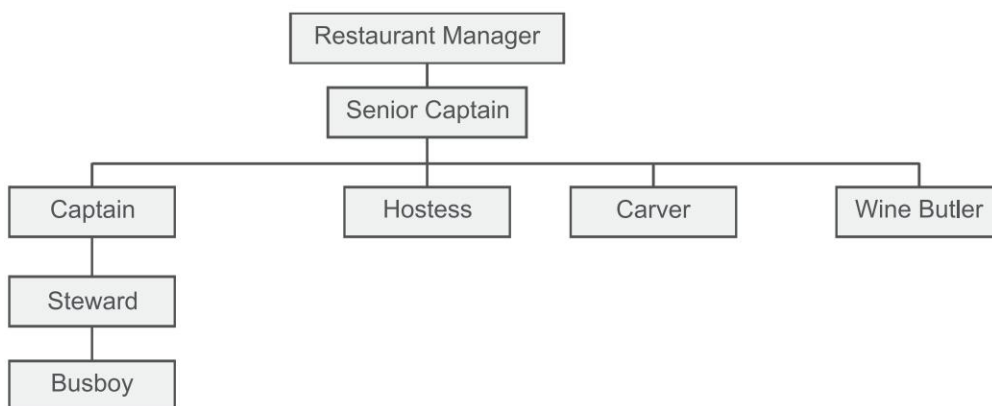 Restaurant Manager
Senior Captain
Captain
Hostess
Carver
Wine Butler
Steward
Busboy